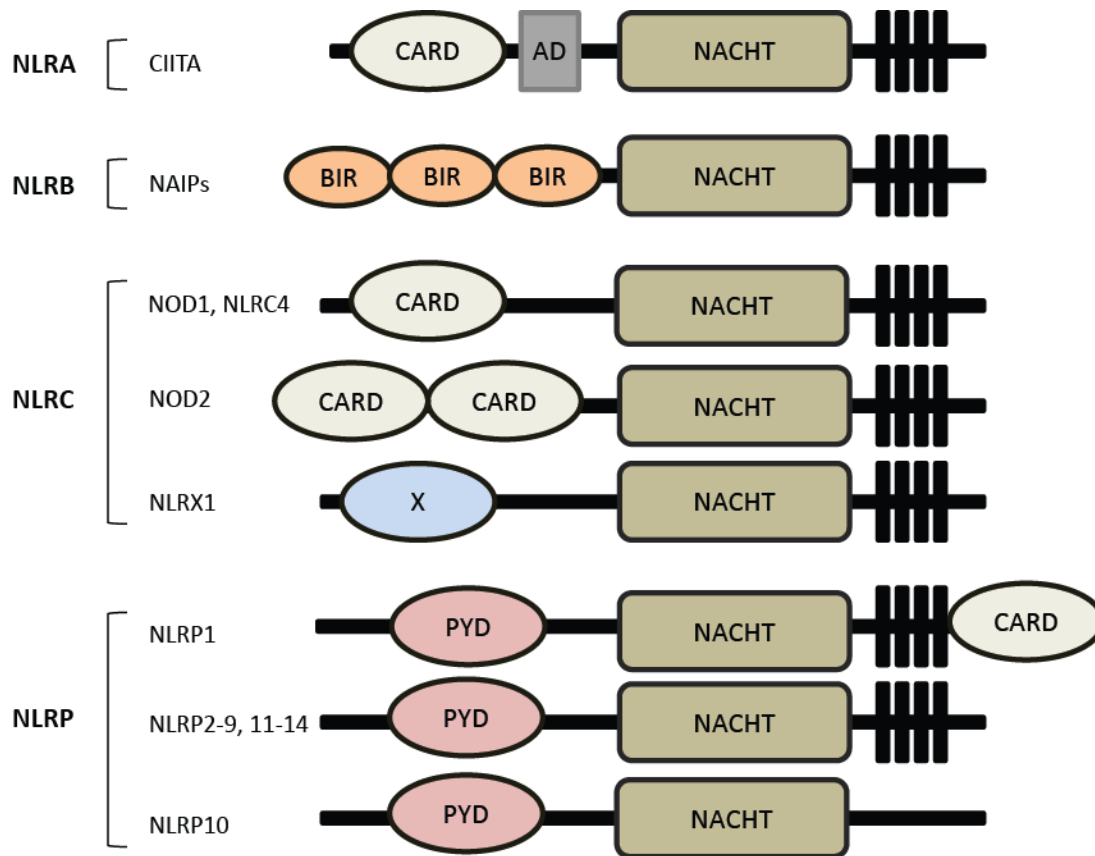 NLRA CIITA CARD AD NACHT
NLRB NAIPs BIR BIR BIR NACHT
NOD1, NLRC4 CARD NACHT
NLRC NOD2 CARD CARD NACHT
NLRX1 X NACHT
NLRP1 PYD NACHT CARD
NLRP NLRP2-9, 11-14 PYD NACHT
NLRP10 PYD NACHT